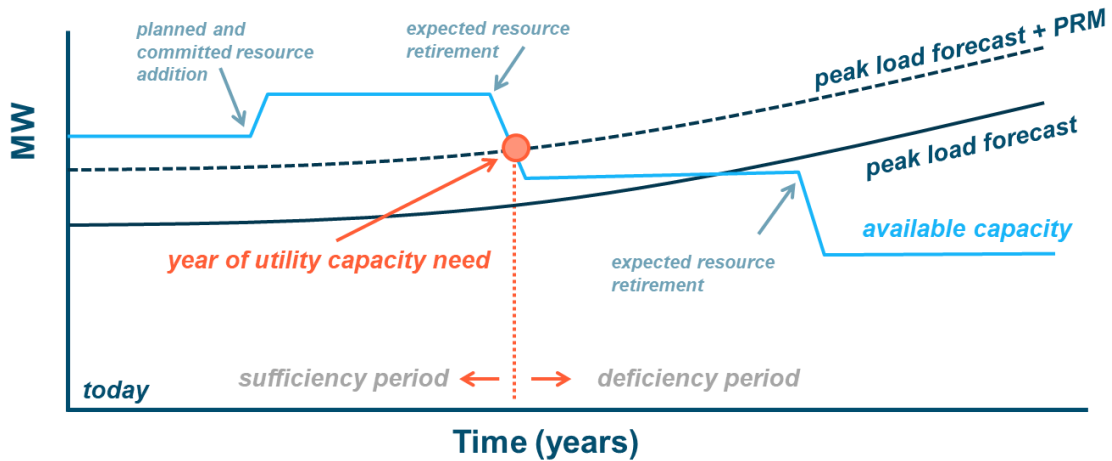 planned and
committed resource
addition
expected resource
retirement
peak load forecast + PRM
MW
peak load forecast
year of utility capacity need
available capacity
expected resource
retirement
sufficiency period
deficiency period
today
Time (years)